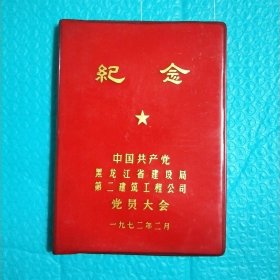 紀念
中国共产党
黑龙江省建设局
第二建筑工程公司
党员大会
一九七二年二月